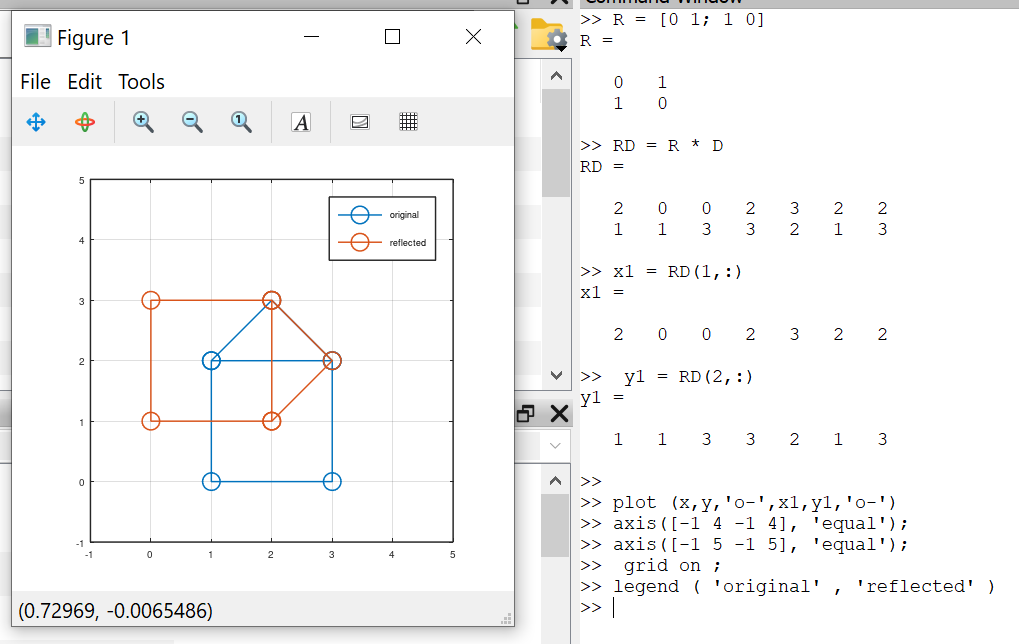 Figure 1
File Edit Tools
A
5
4
3
2
1
0
-1
-1 0 1 2 3 4 5
original
reflected
(0.72969, -0.0065486)
Command Window
>> R = [0 1; 1 0]
R =
0 1
1 0
>> RD = R * D
RD =
2 0 0 2 3 2 2
1 1 3 3 2 1 3
>> x1 = RD(1,:)
x1 =
2 0 0 2 3 2 2
>>  y1 = RD(2,:)
y1 =
1 1 3 3 2 1 3
>>
>> plot (x,y,'o-',x1,y1,'o-')
>> axis([-1 4 -1 4], 'equal');
>> axis([-1 5 -1 5], 'equal');
>>  grid on ;
>> legend ( 'original' , 'reflected' )
>>